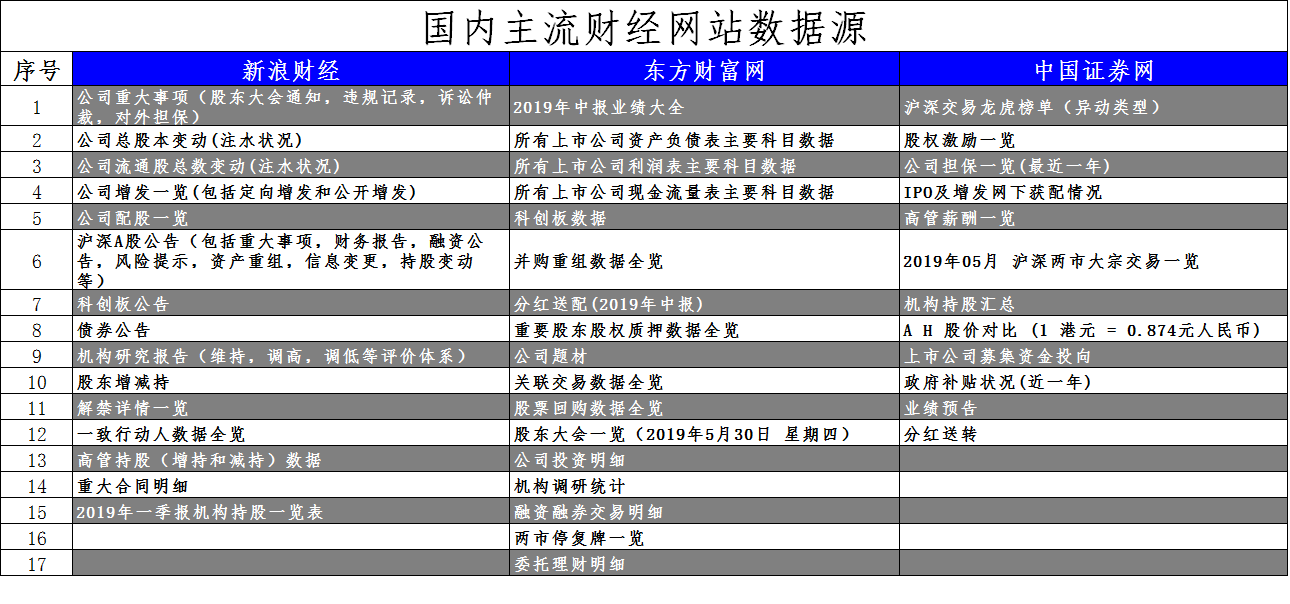 国内主流财经网站数据源
序号 新浪财经 东方财富网 中国证券网
1 公司重大事项（股东大会通知，违规记录，诉讼仲 2019年中报业绩大全 沪深交易龙虎榜单（异动类型）
裁，对外担保）
2 公司总股本变动(注水状况) 所有上市公司资产负债表主要科目数据 股权激励一览
3 公司流通股总数变动(注水状况) 所有上市公司利润表主要科目数据 公司担保一览(最近一年)
4 公司增发一览(包括定向增发和公开增发) 所有上市公司现金流量表主要科目数据 IPO及增发网下获配情况
5 公司配股一览 科创板数据 高管薪酬一览
沪深A股公告（包括重大事项，财务报告，融资公
6 告，风险提示，资产重组，信息变更，持股变动 并购重组数据全览 2019年05月 沪深两市大宗交易一览
等）
7 科创板公告 分红送配(2019年中报) 机构持股汇总
8 债券公告 重要股东股权质押数据全览 A H 股价对比 (1 港元 = 0.874元人民币)
9 机构研究报告（维持，调高，调低等评价体系） 公司题材 上市公司募集资金投向
10 股东增减持 关联交易数据全览 政府补贴状况(近一年)
11 解禁详情一览 股票回购数据全览 业绩预告
12 一致行动人数据全览 股东大会一览（2019年5月30日 星期四） 分红送转
13 高管持股（增持和减持）数据 公司投资明细
14 重大合同明细 机构调研统计
15 2019年一季报机构持股一览表 融资融券交易明细
16 两市停复牌一览
17 委托理财明细